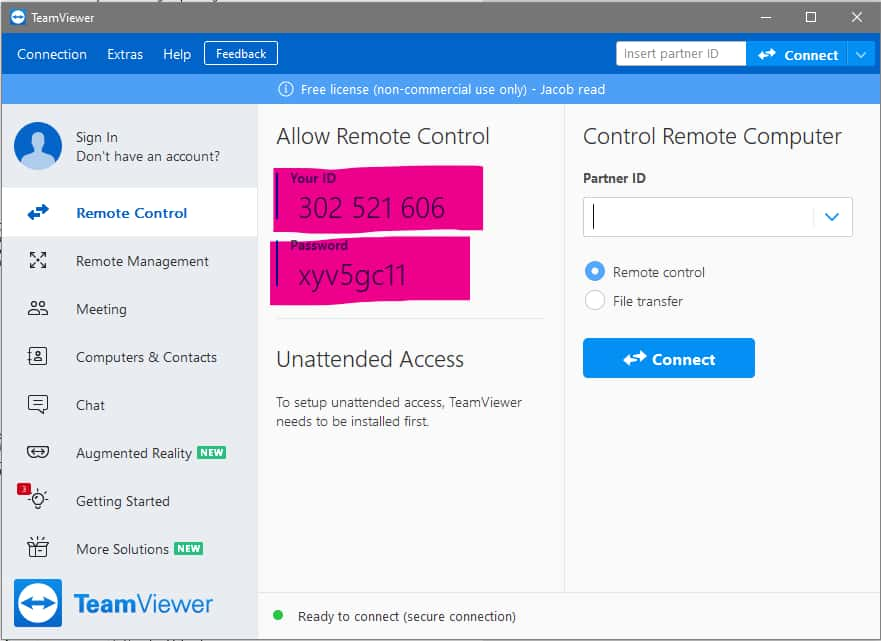 TeamViewer
Connection Extras Help Feedback
Insert partner ID Connect
Free license (non-commercial use only) - Jacob read
Sign In
Don't have an account?
Remote Control
Remote Management
Meeting
Computers & Contacts
Chat
Augmented Reality NEW
3
Getting Started
More Solutions NEW
TeamViewer
Allow Remote Control
Your ID
302 521 606
Password
xyv5gc11
Unattended Access
To setup unattended access, TeamViewer
needs to be installed first.
Control Remote Computer
Partner ID
Remote control
File transfer
Connect
Ready to connect (secure connection)